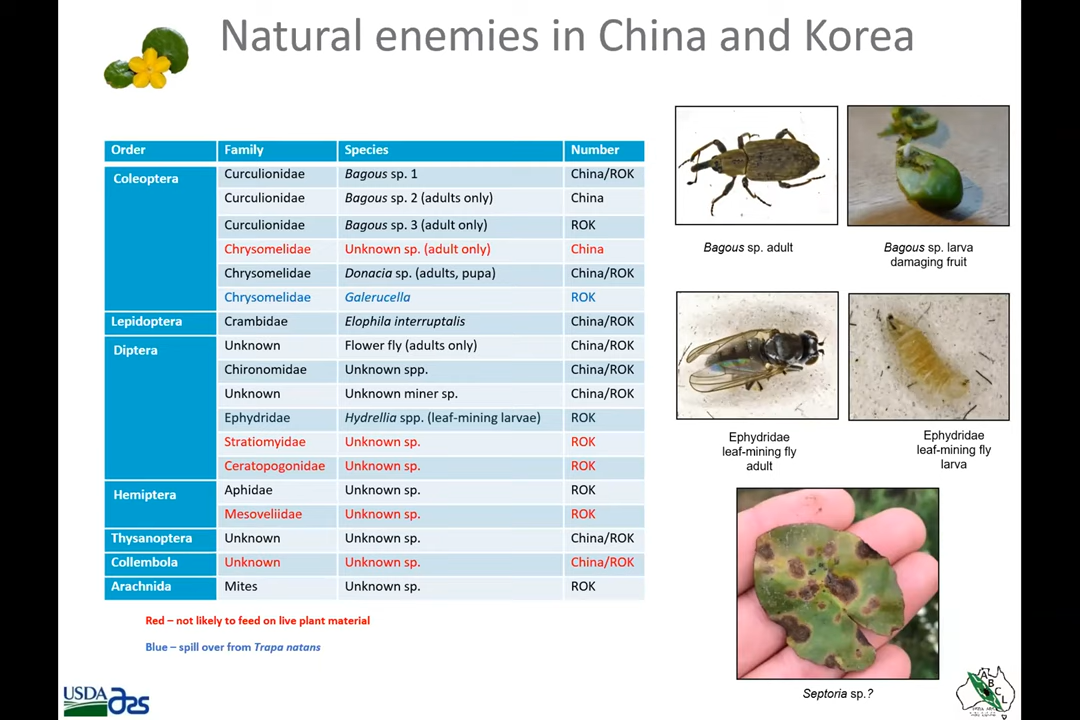 Natural enemies in China and Korea
Order Family Species Number
Coleoptera Curculionidae Bagous sp. 1 China/ROK
Curculionidae Bagous sp. 2 (adults only) China
Curculionidae Bagous sp. 3 (adult only) ROK
Chrysomelidae Unknown sp. (adult only) China
Chrysomelidae Donacia sp. (adults, pupa) China/ROK
Chrysomelidae Galerucella ROK
Lepidoptera Crambidae Elophila interruptalis China/ROK
Diptera Unknown Flower fly (adults only) China/ROK
Chironomidae Unknown spp. China/ROK
Unknown Unknown miner sp. China/ROK
Ephydridae Hydrellia spp. (leaf-mining larvae) ROK
Stratiomyidae Unknown sp. ROK
Ceratopogonidae Unknown sp. ROK
Hemiptera Aphidae Unknown sp. ROK
Mesoveliidae Unknown sp. ROK
Thysanoptera Unknown Unknown sp. China/ROK
Collembola Unknown Unknown sp. China/ROK
Arachnida Mites Unknown sp. ROK
Red – not likely to feed on live plant material
Blue – spill over from Trapa natans
Bagous sp. adult
Bagous sp. larva
damaging fruit
Ephydridae
leaf-mining fly
adult
Ephydridae
leaf-mining fly
larva
Septoria sp.?
USDA ars
A B C L